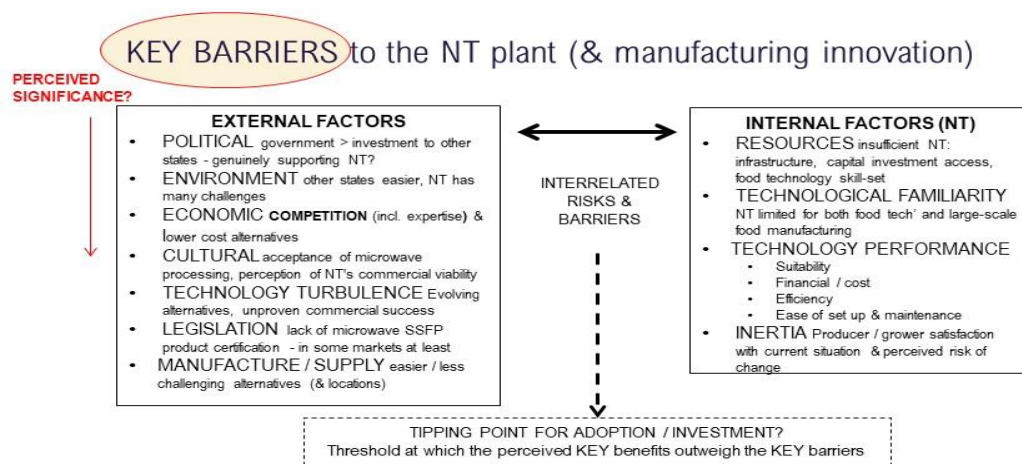 KEY BARRIERS to the NT plant (& manufacturing innovation)
PERCEIVED
SIGNIFICANCE?
EXTERNAL FACTORS
• POLITICAL government > investment to other
states - genuinely supporting NT?
• ENVIRONMENT other states easier, NT has
many challenges
• ECONOMIC COMPETITION (incl. expertise) &
lower cost alternatives
• CULTURAL acceptance of microwave
processing, perception of NT's commercial viability
• TECHNOLOGY TURBULENCE Evolving
alternatives, unproven commercial success
• LEGISLATION lack of microwave SSFP
product certification - in some markets at least
• MANUFACTURE / SUPPLY easier / less
challenging alternatives (& locations)
INTERRELATED
RISKS &
BARRIERS
INTERNAL FACTORS (NT)
• RESOURCES insufficient NT:
infrastructure, capital investment access,
food technology skill-set
• TECHNOLOGICAL FAMILIARITY
NT limited for both food tech' and large-scale
food manufacturing
• TECHNOLOGY PERFORMANCE
• Suitability
• Financial / cost
• Efficiency
• Ease of set up & maintenance
• INERTIA Producer / grower satisfaction
with current situation & perceived risk of
change
TIPPING POINT FOR ADOPTION / INVESTMENT?
Threshold at which the perceived KEY benefits outweigh the KEY barriers